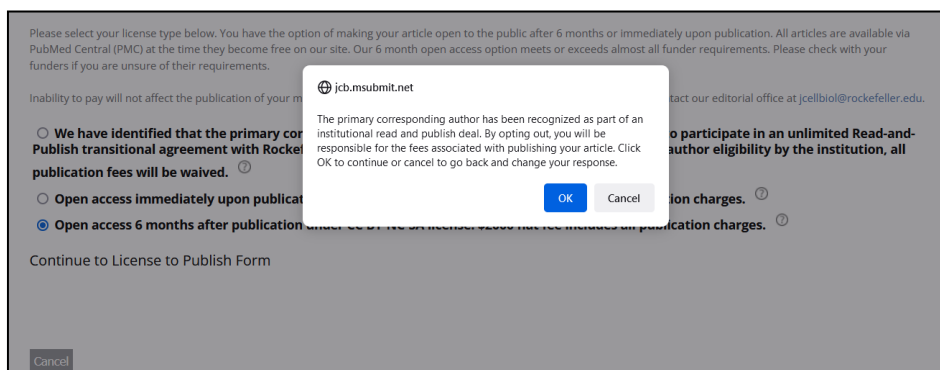 Please select your license type below. You have the option of making your article open to the public after 6 months or immediately upon publication. All articles are available via
PubMed Central (PMC) at the time they become free on our site. Our 6 month open access option meets or exceeds almost all funder requirements. Please check with your
funders if you are unsure of their requirements.
Inability to pay will not affect the publication of your m
tact our editorial office at jcellbiol@rockefeller.edu.
jcb.msubmit.net
The primary corresponding author has been recognized as part of an
institutional read and publish deal. By opting out, you will be
responsible for the fees associated with publishing your article. Click
OK to continue or cancel to go back and change your response.
OK Cancel
We have identified that the primary cor
o participate in an unlimited Read-and-
Publish transitional agreement with Rockef
author eligibility by the institution, all
publication fees will be waived. ?
Open access immediately upon publicat
ion charges. ?
Open access 6 months after publication under CC BY-NC-SA license. $2000 flat fee includes all publication charges. ?
Continue to License to Publish Form
Cancel